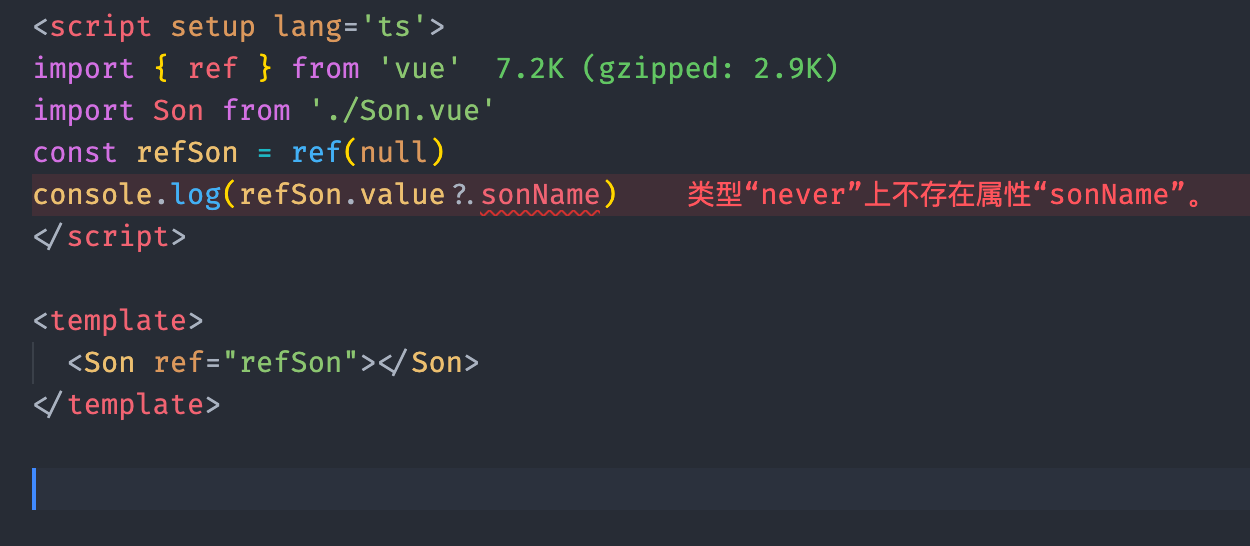 <script setup lang='ts'>
import { ref } from 'vue' 7.2K (gzipped: 2.9K)
import Son from './Son.vue'
const refSon = ref(null)
console.log(refSon.value?.sonName) 类型“never”上不存在属性“sonName”。
</script>
<template>
<Son ref="refSon"></Son>
</template>